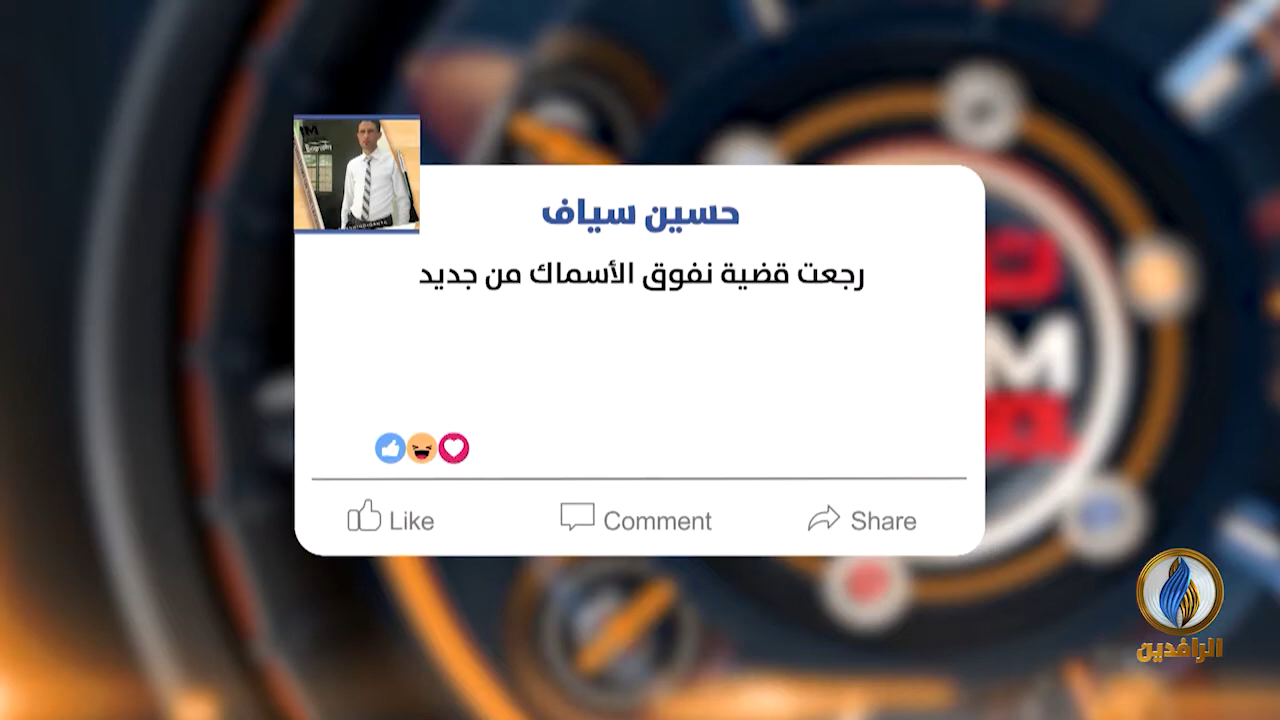 حسين سياف
رجعت قضية نفوق الأسماك من جديد
Like
Comment
Share
M
الرافدين